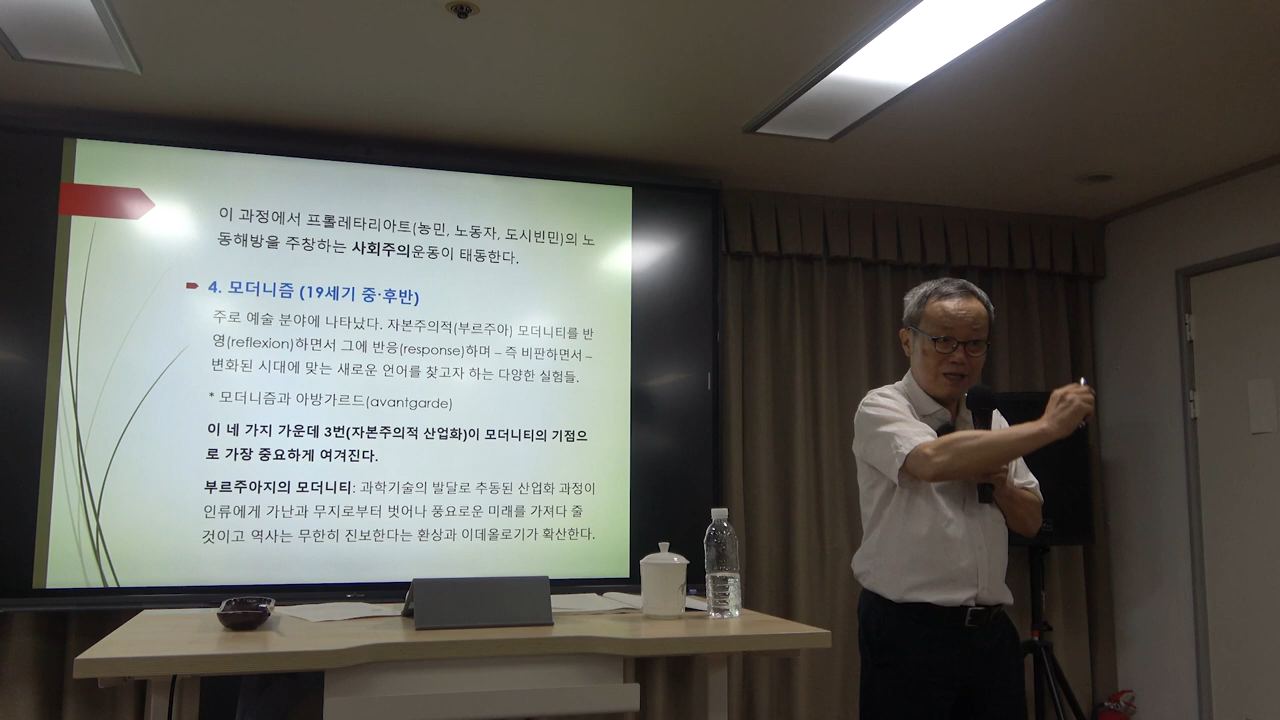 이 과정에서 프롤레타리아트(농민, 노동자, 도시빈민)의 노
동해방을 주창하는 사회주의운동이 태동한다.
4. 모더니즘 (19세기 중·후반)
주로 예술 분야에 나타났다. 자본주의적(부르주아) 모더니티를 반
영(reflexion)하면서 그에 반응(response)하며 – 즉 비판하면서 –
변화된 시대에 맞는 새로운 언어를 찾고자 하는 다양한 실험들.
* 모더니즘과 아방가르드(avantgarde)
이 네 가지 가운데 3번(자본주의적 산업화)이 모더니티의 기점으
로 가장 중요하게 여겨진다.
부르주아지의 모더니티: 과학기술의 발달로 추동된 산업화 과정이
인류에게 가난과 무지로부터 벗어나 풍요로운 미래를 가져다 줄
것이고 역사는 무한히 진보한다는 환상과 이데올로기가 확산한다.